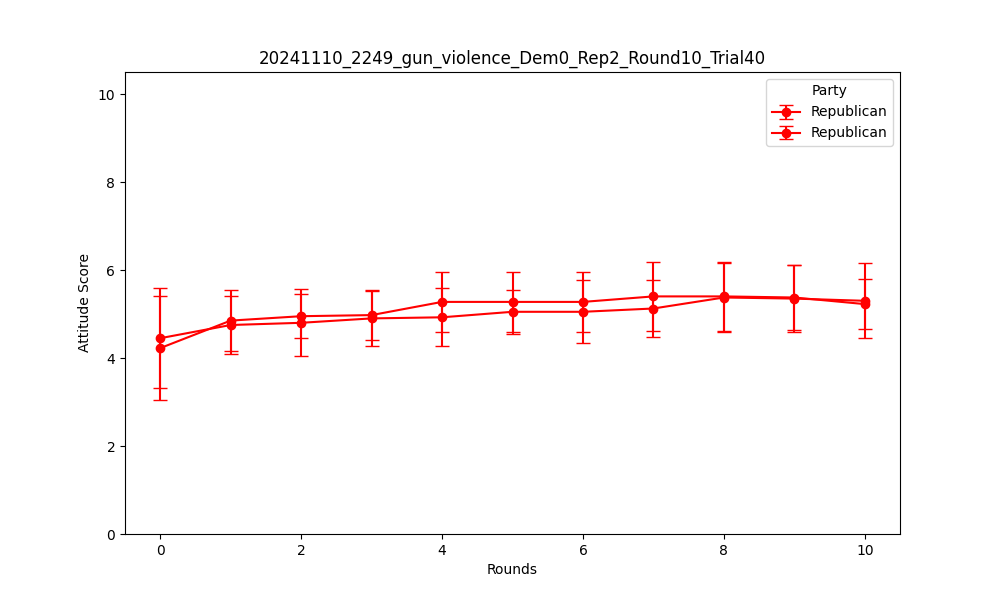 20241110_2249_gun_violence_Dem0_Rep2_Round10_Trial40
Party
Republican
Republican
Attitude Score
10
8
6
4
2
0
0 2 4 6 8 10
Rounds